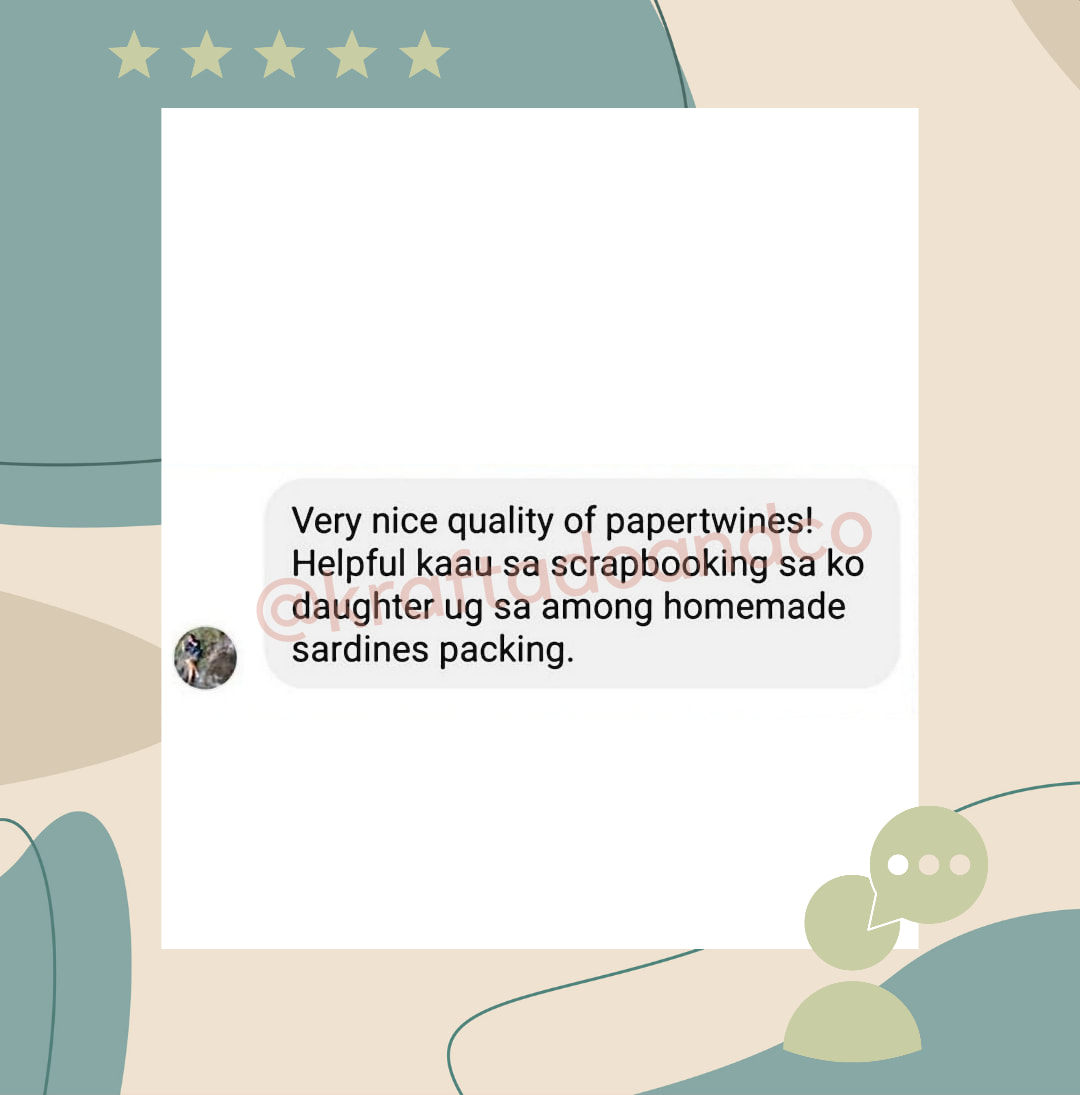 Very nice quality of papertwines!
Helpful kaau sa scrapbooking sa ko
daughter ug sa among homemade
sardines packing.
@kraftadoandco